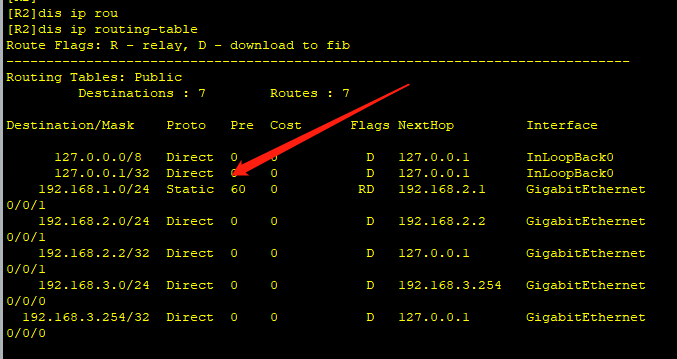 [R2]dis ip rou
[R2]dis ip routing-table
Route Flags: R - relay, D - download to fib
------------------------------------------------------------------------------
Routing Tables: Public
         Destinations : 7        Routes : 7
Destination/Mask    Proto   Pre  Cost      Flags NextHop         Interface
      127.0.0.0/8   Direct  0    0           D   127.0.0.1       InLoopBack0
      127.0.0.1/32  Direct  0    0           D   127.0.0.1       InLoopBack0
    192.168.1.0/24  Static  60   0          RD   192.168.2.1     GigabitEthernet
0/0/1
    192.168.2.0/24  Direct  0    0           D   192.168.2.2     GigabitEthernet
0/0/1
    192.168.2.2/32  Direct  0    0           D   127.0.0.1       GigabitEthernet
0/0/1
    192.168.3.0/24  Direct  0    0           D   192.168.3.254   GigabitEthernet
0/0/0
  192.168.3.254/32  Direct  0    0           D   127.0.0.1       GigabitEthernet
0/0/0